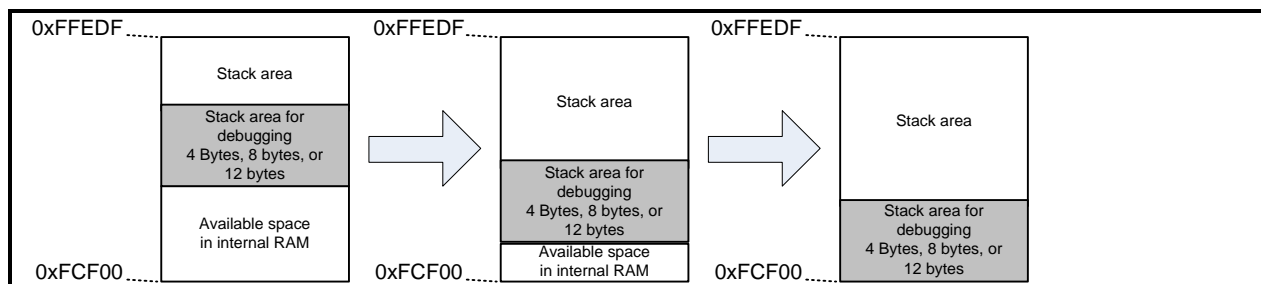 0xFFEDF
Stack area
Stack area for
debugging
4 Bytes, 8 bytes, or
12 bytes
Available space
in internal RAM
0xFCF00
0xFFEDF
Stack area
Stack area for
debugging
4 Bytes, 8 bytes, or
12 bytes
Available space
in internal RAM
0xFCF00
0xFFEDF
Stack area
Stack area for
debugging
4 Bytes, 8 bytes, or
12 bytes
0xFCF00